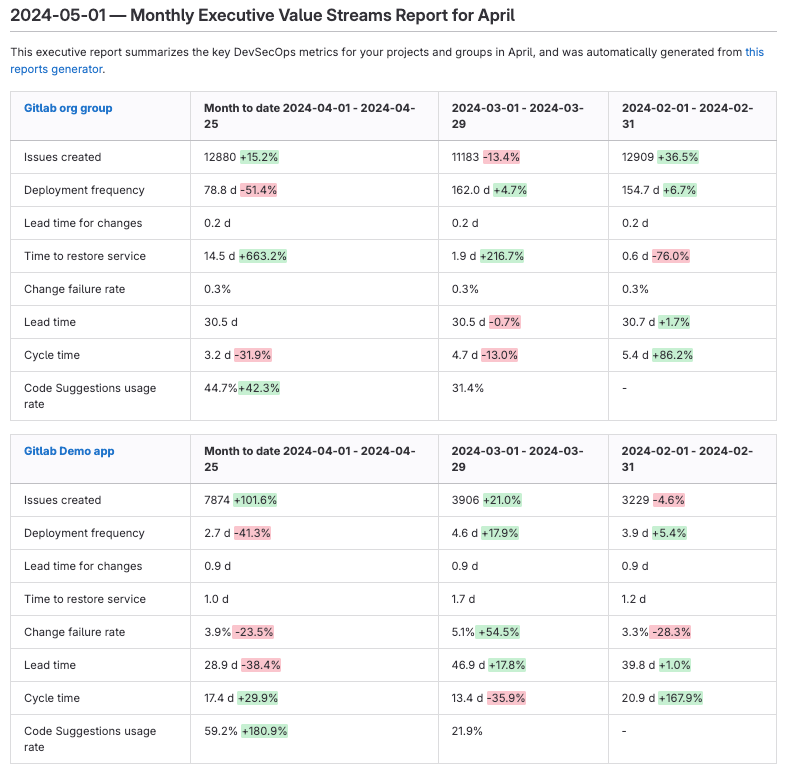 2024-05-01 — Monthly Executive Value Streams Report for April
This executive report summarizes the key DevSecOps metrics for your projects and groups in April, and was automatically generated from this
reports generator.
Gitlab org group Month to date 2024-04-01 - 2024-04-25 2024-03-01 - 2024-03-29 2024-02-01 - 2024-02-31
Issues created 12880 +15.2% 11183 -13.4% 12909 +36.5%
Deployment frequency 78.8 d -51.4% 162.0 d +4.7% 154.7 d +6.7%
Lead time for changes 0.2 d 0.2 d 0.2 d
Time to restore service 14.5 d +663.2% 1.9 d +216.7% 0.6 d -76.0%
Change failure rate 0.3% 0.3% 0.3%
Lead time 30.5 d 30.5 d -0.7% 30.7 d +1.7%
Cycle time 3.2 d -31.9% 4.7 d -13.0% 5.4 d +86.2%
Code Suggestions usage rate 44.7%+42.3% 31.4% -
Gitlab Demo app Month to date 2024-04-01 - 2024-04-25 2024-03-01 - 2024-03-29 2024-02-01 - 2024-02-31
Issues created 7874 +101.6% 3906 +21.0% 3229 -4.6%
Deployment frequency 2.7 d -41.3% 4.6 d +17.9% 3.9 d +5.4%
Lead time for changes 0.9 d 0.9 d 0.9 d
Time to restore service 1.0 d 1.7 d 1.2 d
Change failure rate 3.9% -23.5% 5.1% +54.5% 3.3% -28.3%
Lead time 28.9 d -38.4% 46.9 d +17.8% 39.8 d +1.0%
Cycle time 17.4 d +29.9% 13.4 d -35.9% 20.9 d +167.9%
Code Suggestions usage rate 59.2% +180.9% 21.9% -